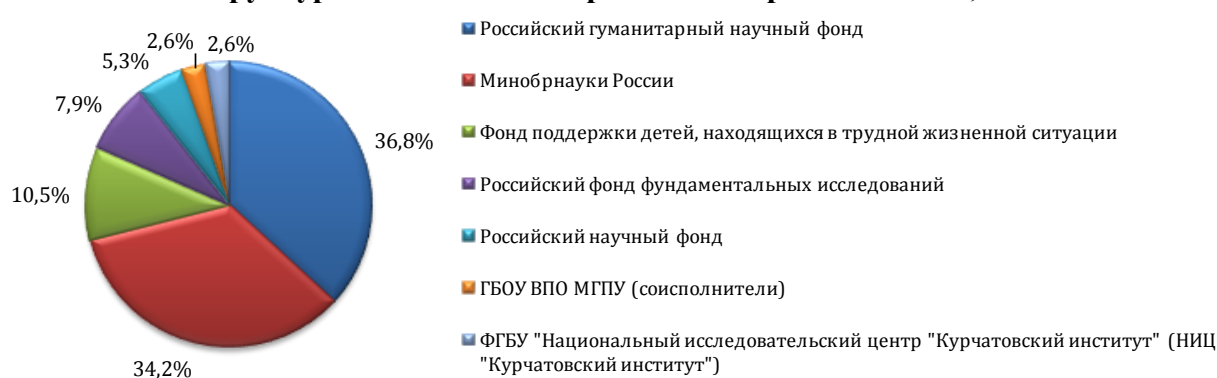 2,6%
2,6%
5,3%
7,9%
36,8%
10,5%
34,2%
Российский гуманитарный научный фонд
Минобрнауки России
Фонд поддержки детей, находящихся в трудной жизненной ситуации
Российский фонд фундаментальных исследований
Российский научный фонд
ГБОУ ВПО МГПУ (соисполнители)
ФГБУ "Национальный исследовательский центр "Курчатовский институт" (НИЦ
"Курчатовский институт")